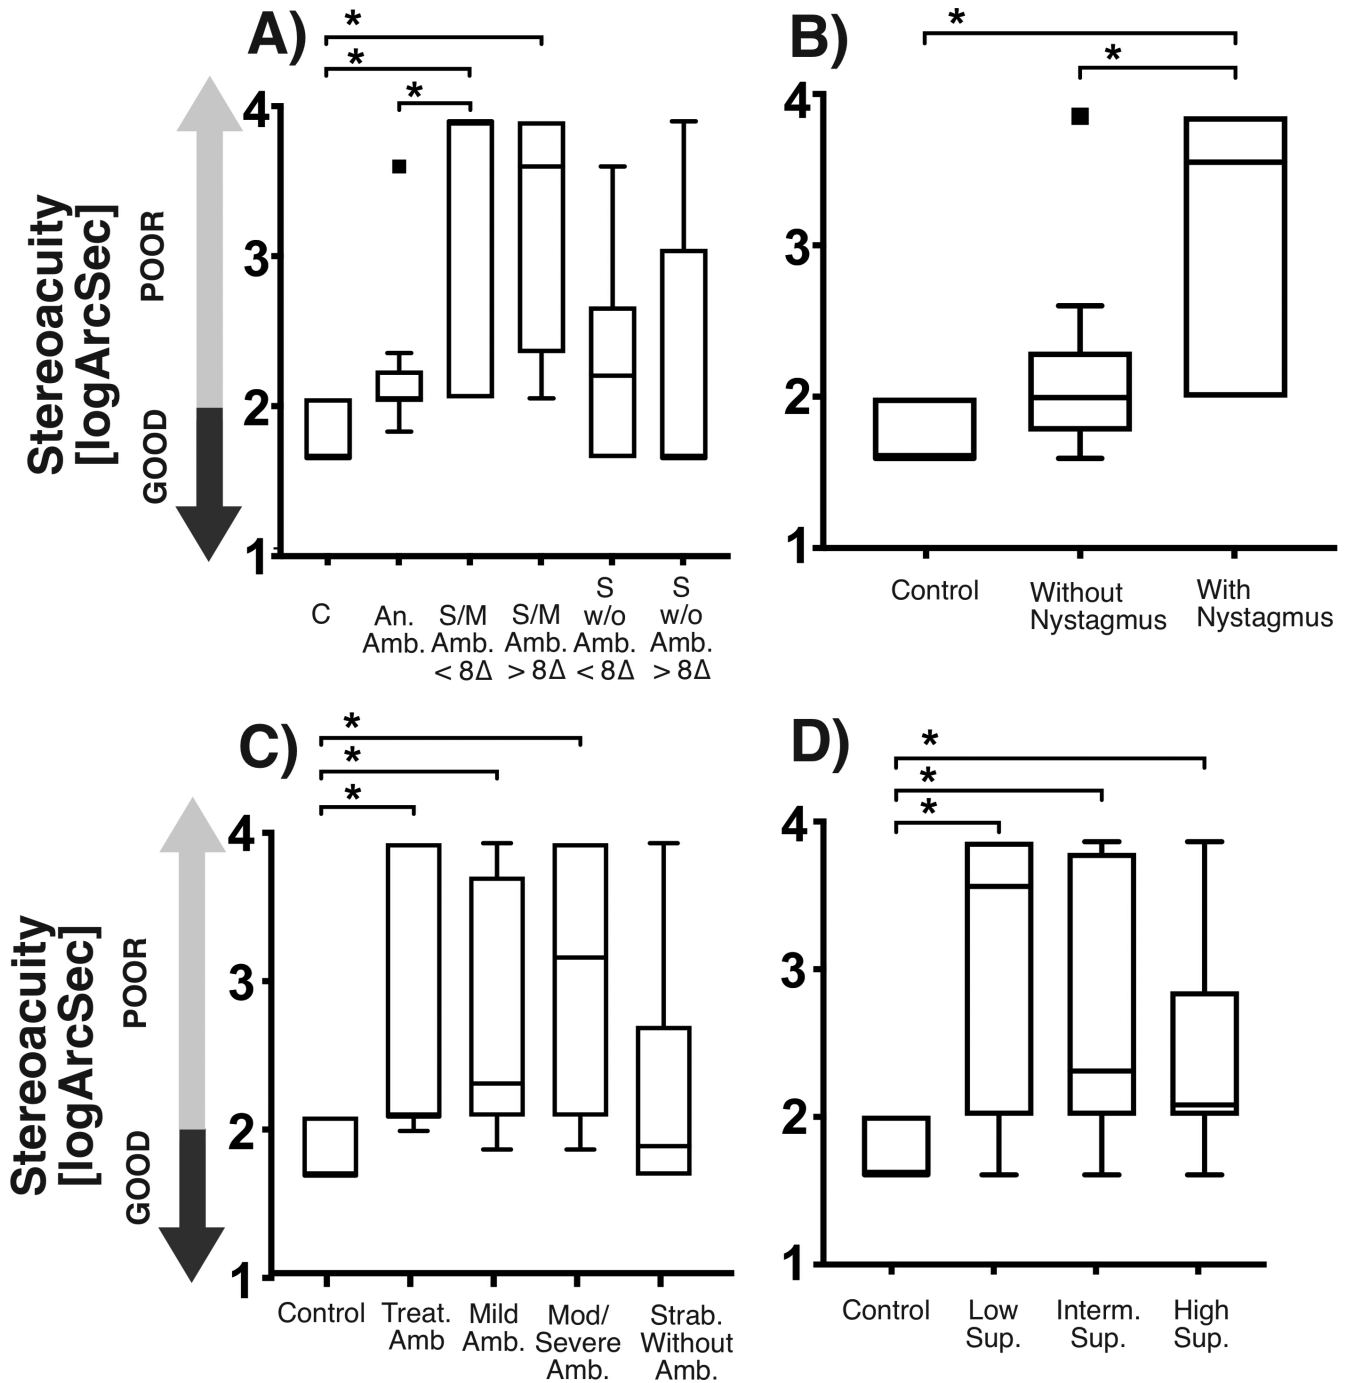 A)
*
*
*
4
3
2
1
Stereoacuity
[logArcSec]
POOR
GOOD
C
An.
Amb.
S/M
Amb.
< 8Δ
S/M
Amb.
> 8Δ
S
w/o
Amb.
< 8Δ
S
w/o
Amb.
> 8Δ
B)
*
*
4
3
2
1
Control
Without
Nystagmus
With
Nystagmus
C)
*
*
*
4
3
2
1
Stereoacuity
[logArcSec]
POOR
GOOD
Control
Treat.
Amb
Mild
Amb.
Mod/
Severe
Amb.
Strab.
Without
Amb.
D)
*
*
*
4
3
2
1
Control
Low
Sup.
Interm.
Sup.
High
Sup.